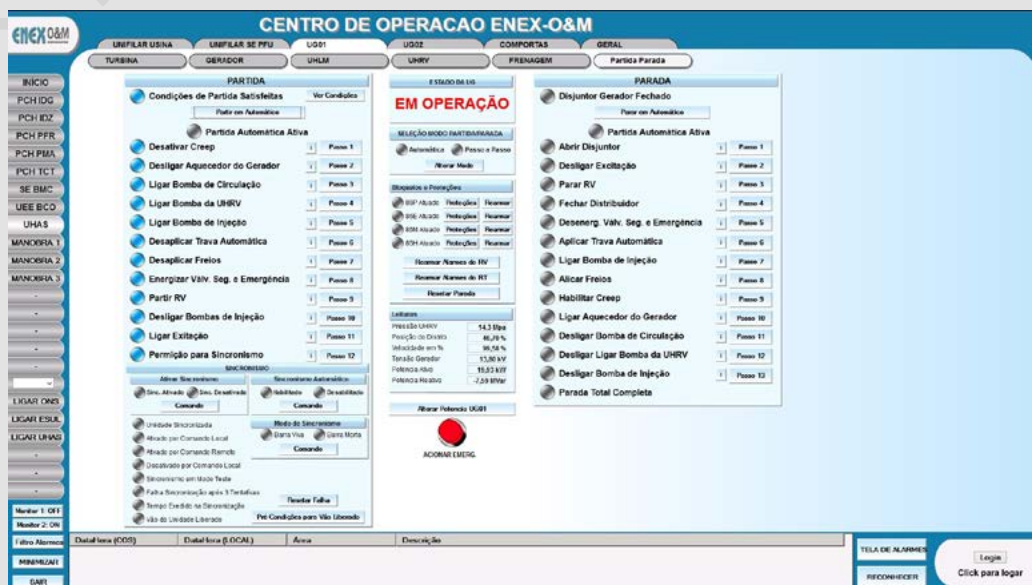 ENEX O&M
CENTRO DE OPERACAO ENEX-O&M
UNIFILAR USINA
UNIFILAR SE PFU
UG01
UG02
COMPORTAS
GERAL
TURBINA
GERADOR
UHLM
UHRV
FRENAGEM
Partida Parada
INÍCIO
PCH IDG
PCH IDZ
PCH PFR
PCH PMA
PCH TCT
SE BMC
UEE BCO
UHAS
MANOBRA 1
MANOBRA 2
MANOBRA 3
LIGAR ONS
LIGAR ESUL
LIGAR UHAS
Monitor 1: OFF
Monitor 2: ON
Filtro Alarmes
MINIMIZAR
SAIR
PARTIDA
Condições de Partida Satisfeitas Ver Condições
Partir em Automático
Partida Automática Ativa
Desativar Creep I Passo 1
Desligar Aquecedor do Gerador I Passo 2
Ligar Bomba de Circulação I Passo 3
Ligar Bomba da UHRV I Passo 4
Ligar Bomba de Injeção I Passo 5
Desaplicar Trava Automática I Passo 6
Desaplicar Freios I Passo 7
Energizar Válv. Seg. e Emergência I Passo 8
Partir RV I Passo 9
Desligar Bombas de Injeção I Passo 10
Ligar Exitação I Passo 11
Permição para Sincronismo I Passo 12
SINCRONISMO
Ativar Sincronismo
Sinc. Ativado Sinc. Desativado
Comando
Sincronismo Automático
Habilitado Desabilitado
Comando
Unidade Sincronizada
Ativado por Comando Local
Ativado por Comando Remoto
Desativado por Comando Local
Sincronismo em Modo Teste
Falha Sincronização após 3 Tentativas
Tempo Exedido na Sincronização
Vão da Unidade Liberado
Modo de Sincronismo
Barra Viva Barra Morta
Comando
Resetar Falha
Pré Condições para Vão Liberado
ESTADO DA UG
EM OPERAÇÃO
SELEÇÃO MODO PARTIDA/PARADA
Automático Passo a Passo
Alterar Modo
Bloqueios e Proteções
86P Atuado Proteções Rearmar
86E Atuado Proteções Rearmar
86M Atuado Proteções Rearmar
86H Atuado Proteções Rearmar
Rearmar Alarmes do RV
Rearmar Alarmes do RT
Resetar Parada
Leituras
Pressão UHRV 14,3 Mpa
Posição do Distrib
Velocidade em %
Tensão Gerador 13,80 kV
Potencia Ativa
Potencia Reativa -7,59 MVar
Alterar Potencia UG01
ACIONAR EMERG.
PARADA
Disjuntor Gerador Fechado
Parar em Automático
Partida Automática Ativa
Abrir Disjuntor I Passo 1
Desligar Excitação I Passo 2
Parar RV I Passo 3
Fechar Distribuidor I Passo 4
Desenerg. Válv. Seg. e Emergência I Passo 5
Aplicar Trava Automática I Passo 6
Ligar Bomba de Injeção I Passo 7
Alicar Freios I Passo 8
Habilitar Creep I Passo 9
Ligar Aquecedor do Gerador I Passo 10
Desligar Bomba de Circulação I Passo 11
Desligar Ligar Bomba da UHRV I Passo 12
Desligar Bomba de Injeção I Passo 13
Parada Total Completa
Data/Hora (COS) Data/Hora (LOCAL) Área Descrição
TELA DE ALARMES
RECONHECER
Login
Click para logar